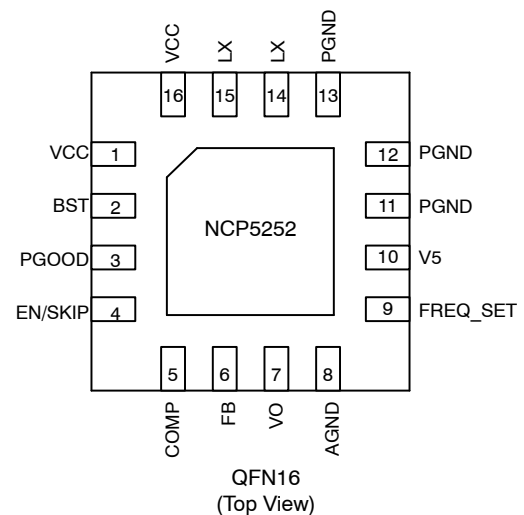 VCC
LX
LX
PGND
16
15
14
13
VCC 1
12 PGND
BST 2
11 PGND
NCP5252
PGOOD 3
10 V5
EN/SKIP 4
9 FREQ_SET
5
6
7
8
COMP
FB
VO
AGND
QFN16
(Top View)